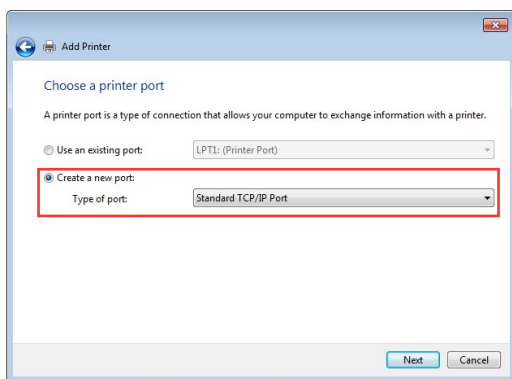 Add Printer
Choose a printer port
A printer port is a type of connection that allows your computer to exchange information with a printer.
Use an existing port: LPT1: (Printer Port)
Create a new port:
Type of port: Standard TCP/IP Port
Next Cancel